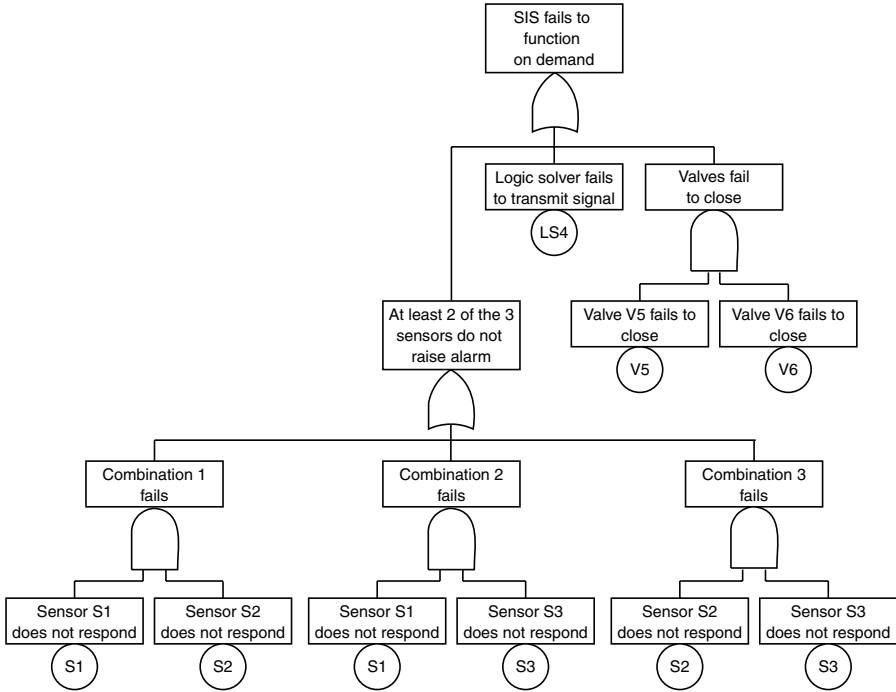 SIS fails to
function
on demand
Logic solver fails
to transmit signal
LS4
Valves fail
to close
At least 2 of the 3
sensors do not
raise alarm
Valve V5 fails to
close
V5
Valve V6 fails to
close
V6
Combination 1
fails
Combination 2
fails
Combination 3
fails
Sensor S1
does not respond
S1
Sensor S2
does not respond
S2
Sensor S1
does not respond
S1
Sensor S3
does not respond
S3
Sensor S2
does not respond
S2
Sensor S3
does not respond
S3